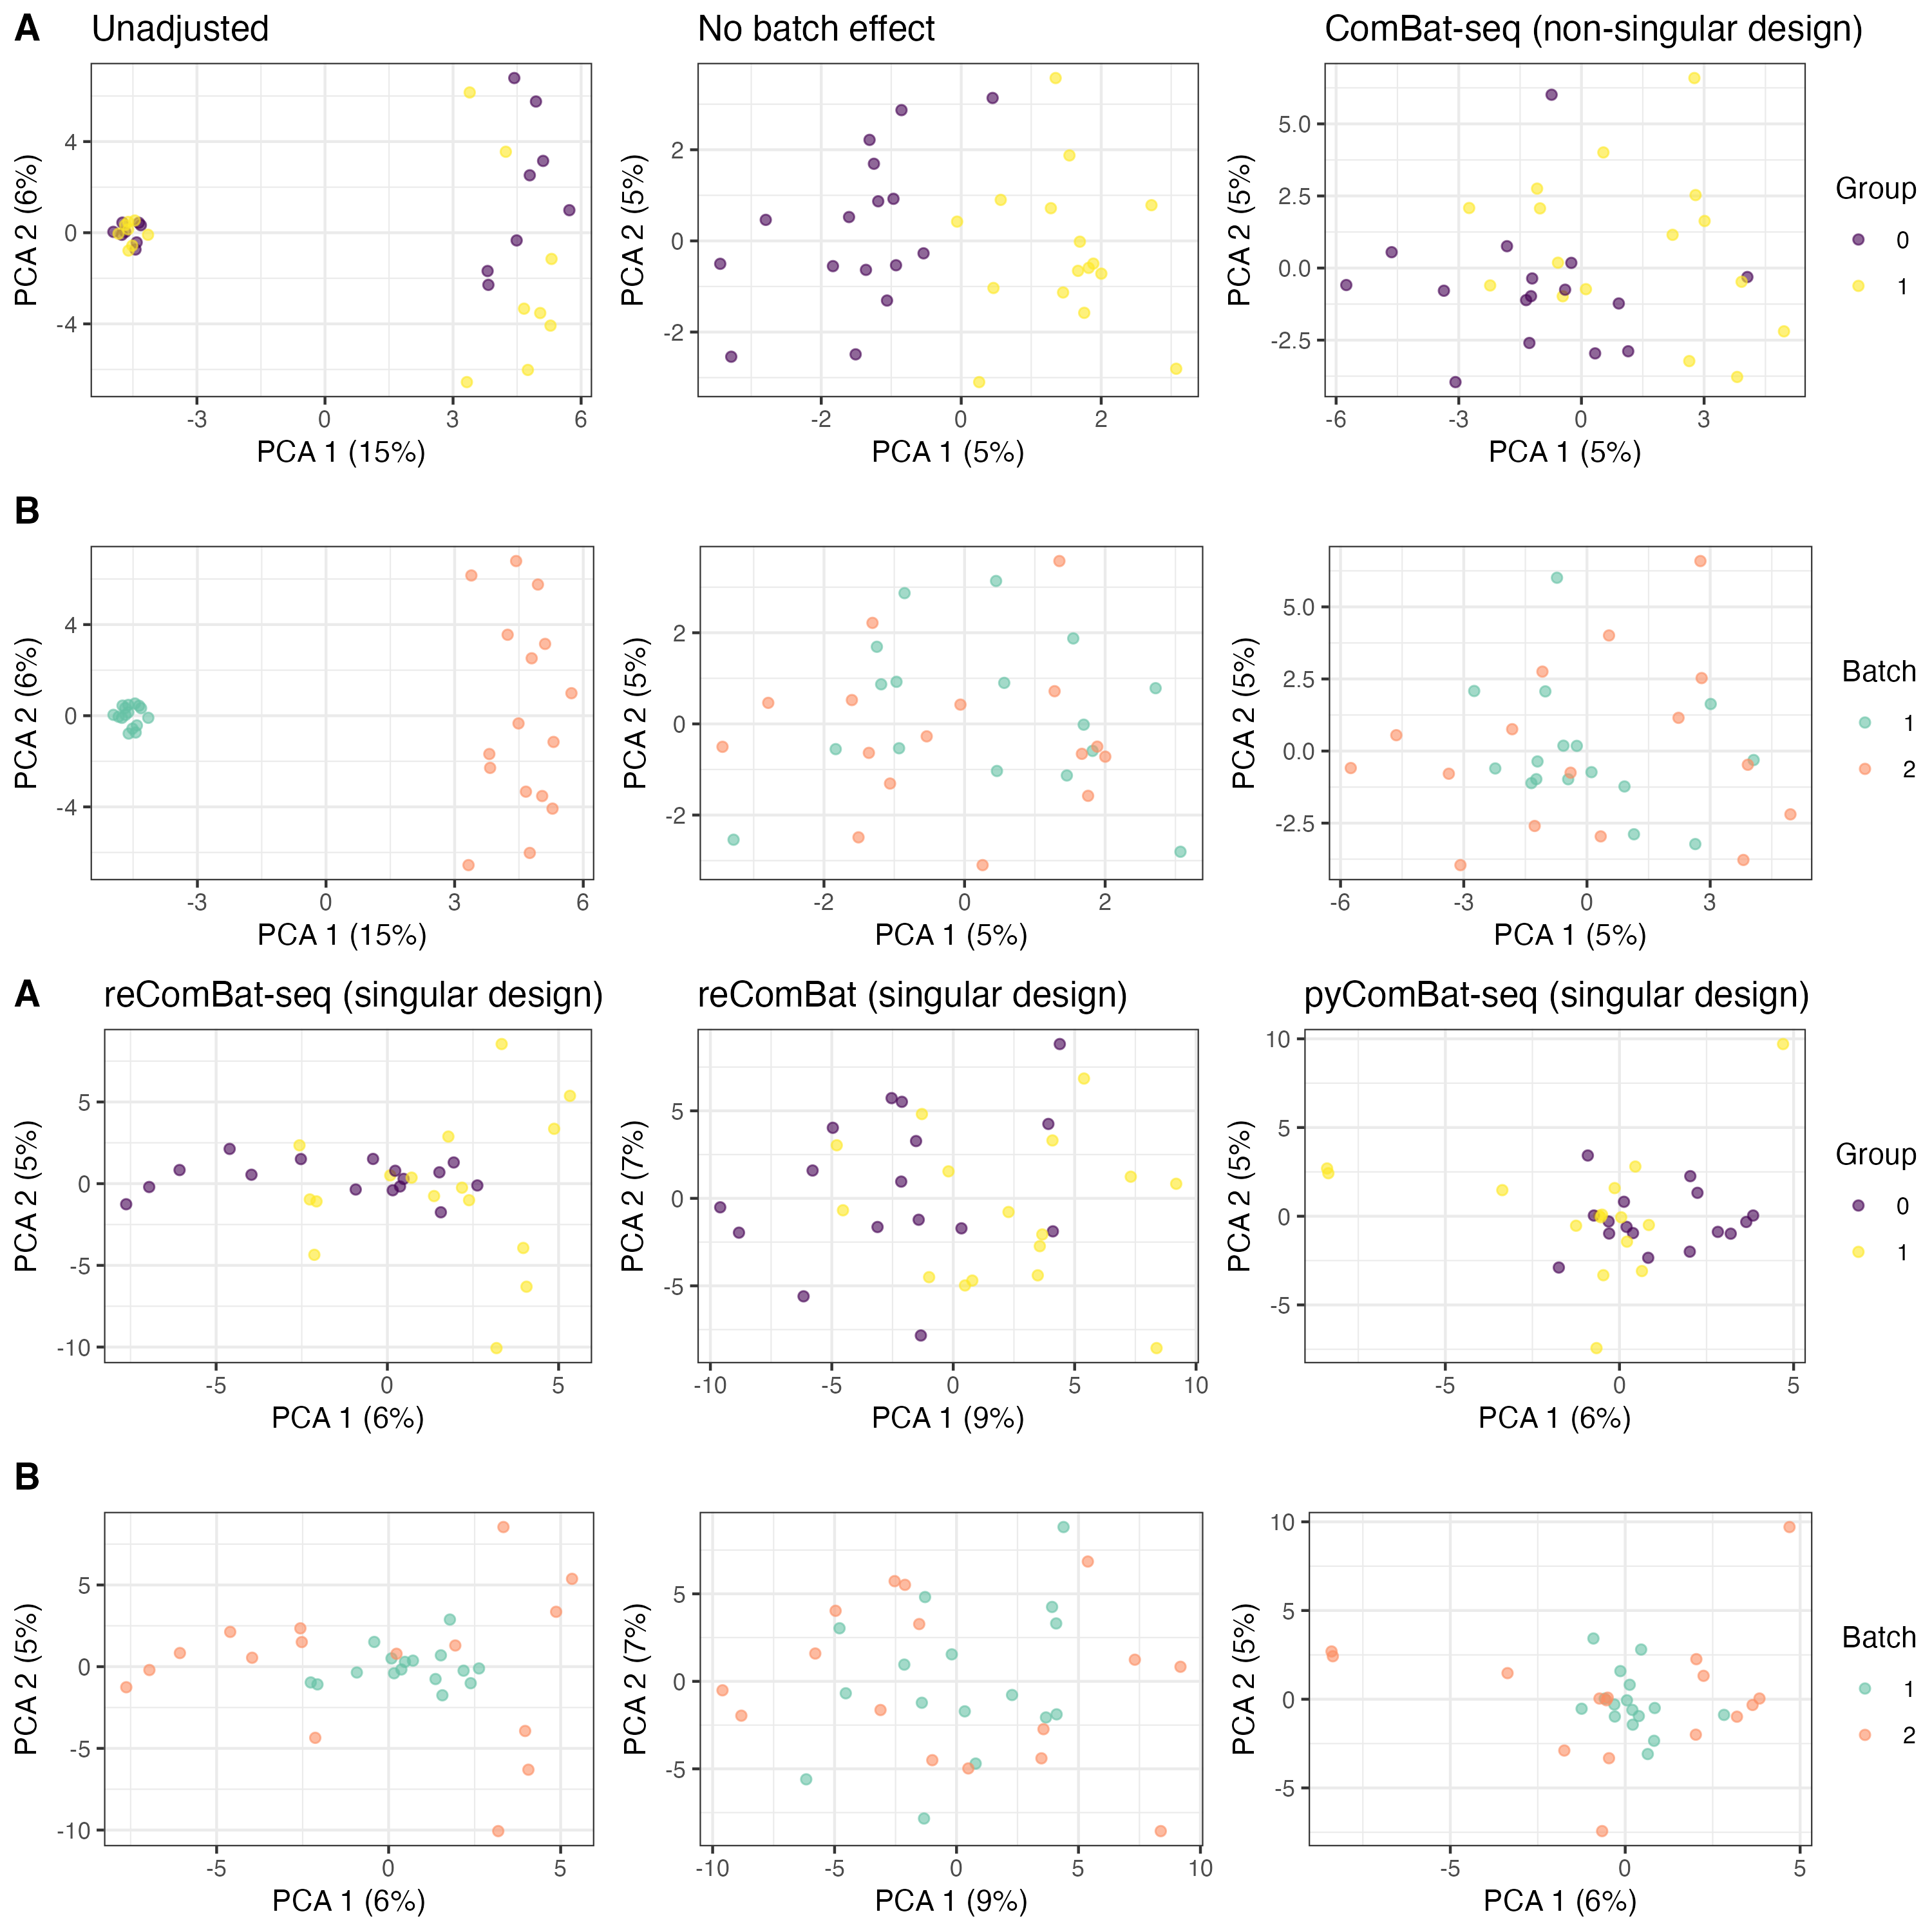 A Unadjusted No batch effect ComBat-seq (non-singular design)
PCA 2 (6%) 4 0 -4 -3 0 3 6 PCA 1 (15%)
PCA 2 (5%) 2 0 -2 -2 0 2 PCA 1 (5%)
PCA 2 (5%) 5.0 2.5 0.0 -2.5 -6 -3 0 3 PCA 1 (5%)
Group
0
1
B
PCA 2 (6%) 4 0 -4 -3 0 3 6 PCA 1 (15%)
PCA 2 (5%) 2 0 -2 -2 0 2 PCA 1 (5%)
PCA 2 (5%) 5.0 2.5 0.0 -2.5 -6 -3 0 3 PCA 1 (5%)
Batch
1
2
A reComBat-seq (singular design) reComBat (singular design) pyComBat-seq (singular design)
PCA 2 (5%) 5 0 -5 -10 -5 0 5 PCA 1 (6%)
PCA 2 (7%) 5 0 -5 -10 -5 0 5 10 PCA 1 (9%)
PCA 2 (5%) 10 5 0 -5 -5 0 5 PCA 1 (6%)
Group
0
1
B
PCA 2 (5%) 5 0 -5 -10 -5 0 5 PCA 1 (6%)
PCA 2 (7%) 5 0 -5 -10 -5 0 5 10 PCA 1 (9%)
PCA 2 (5%) 10 5 0 -5 -5 0 5 PCA 1 (6%)
Batch
1
2